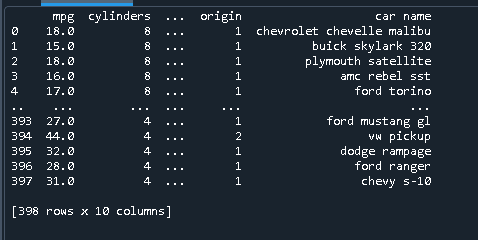 mpg cylinders ... origin car name
0 18.0 8 ... 1 chevrolet chevelle malibu
1 15.0 8 ... 1 buick skylark 320
2 18.0 8 ... 1 plymouth satellite
3 16.0 8 ... 1 amc rebel sst
4 17.0 8 ... 1 ford torino
.. ... ... ... ... ...
393 27.0 4 ... 1 ford mustang gl
394 44.0 4 ... 2 vw pickup
395 32.0 4 ... 1 dodge rampage
396 28.0 4 ... 1 ford ranger
397 31.0 4 ... 1 chevy s-10
[398 rows x 10 columns]